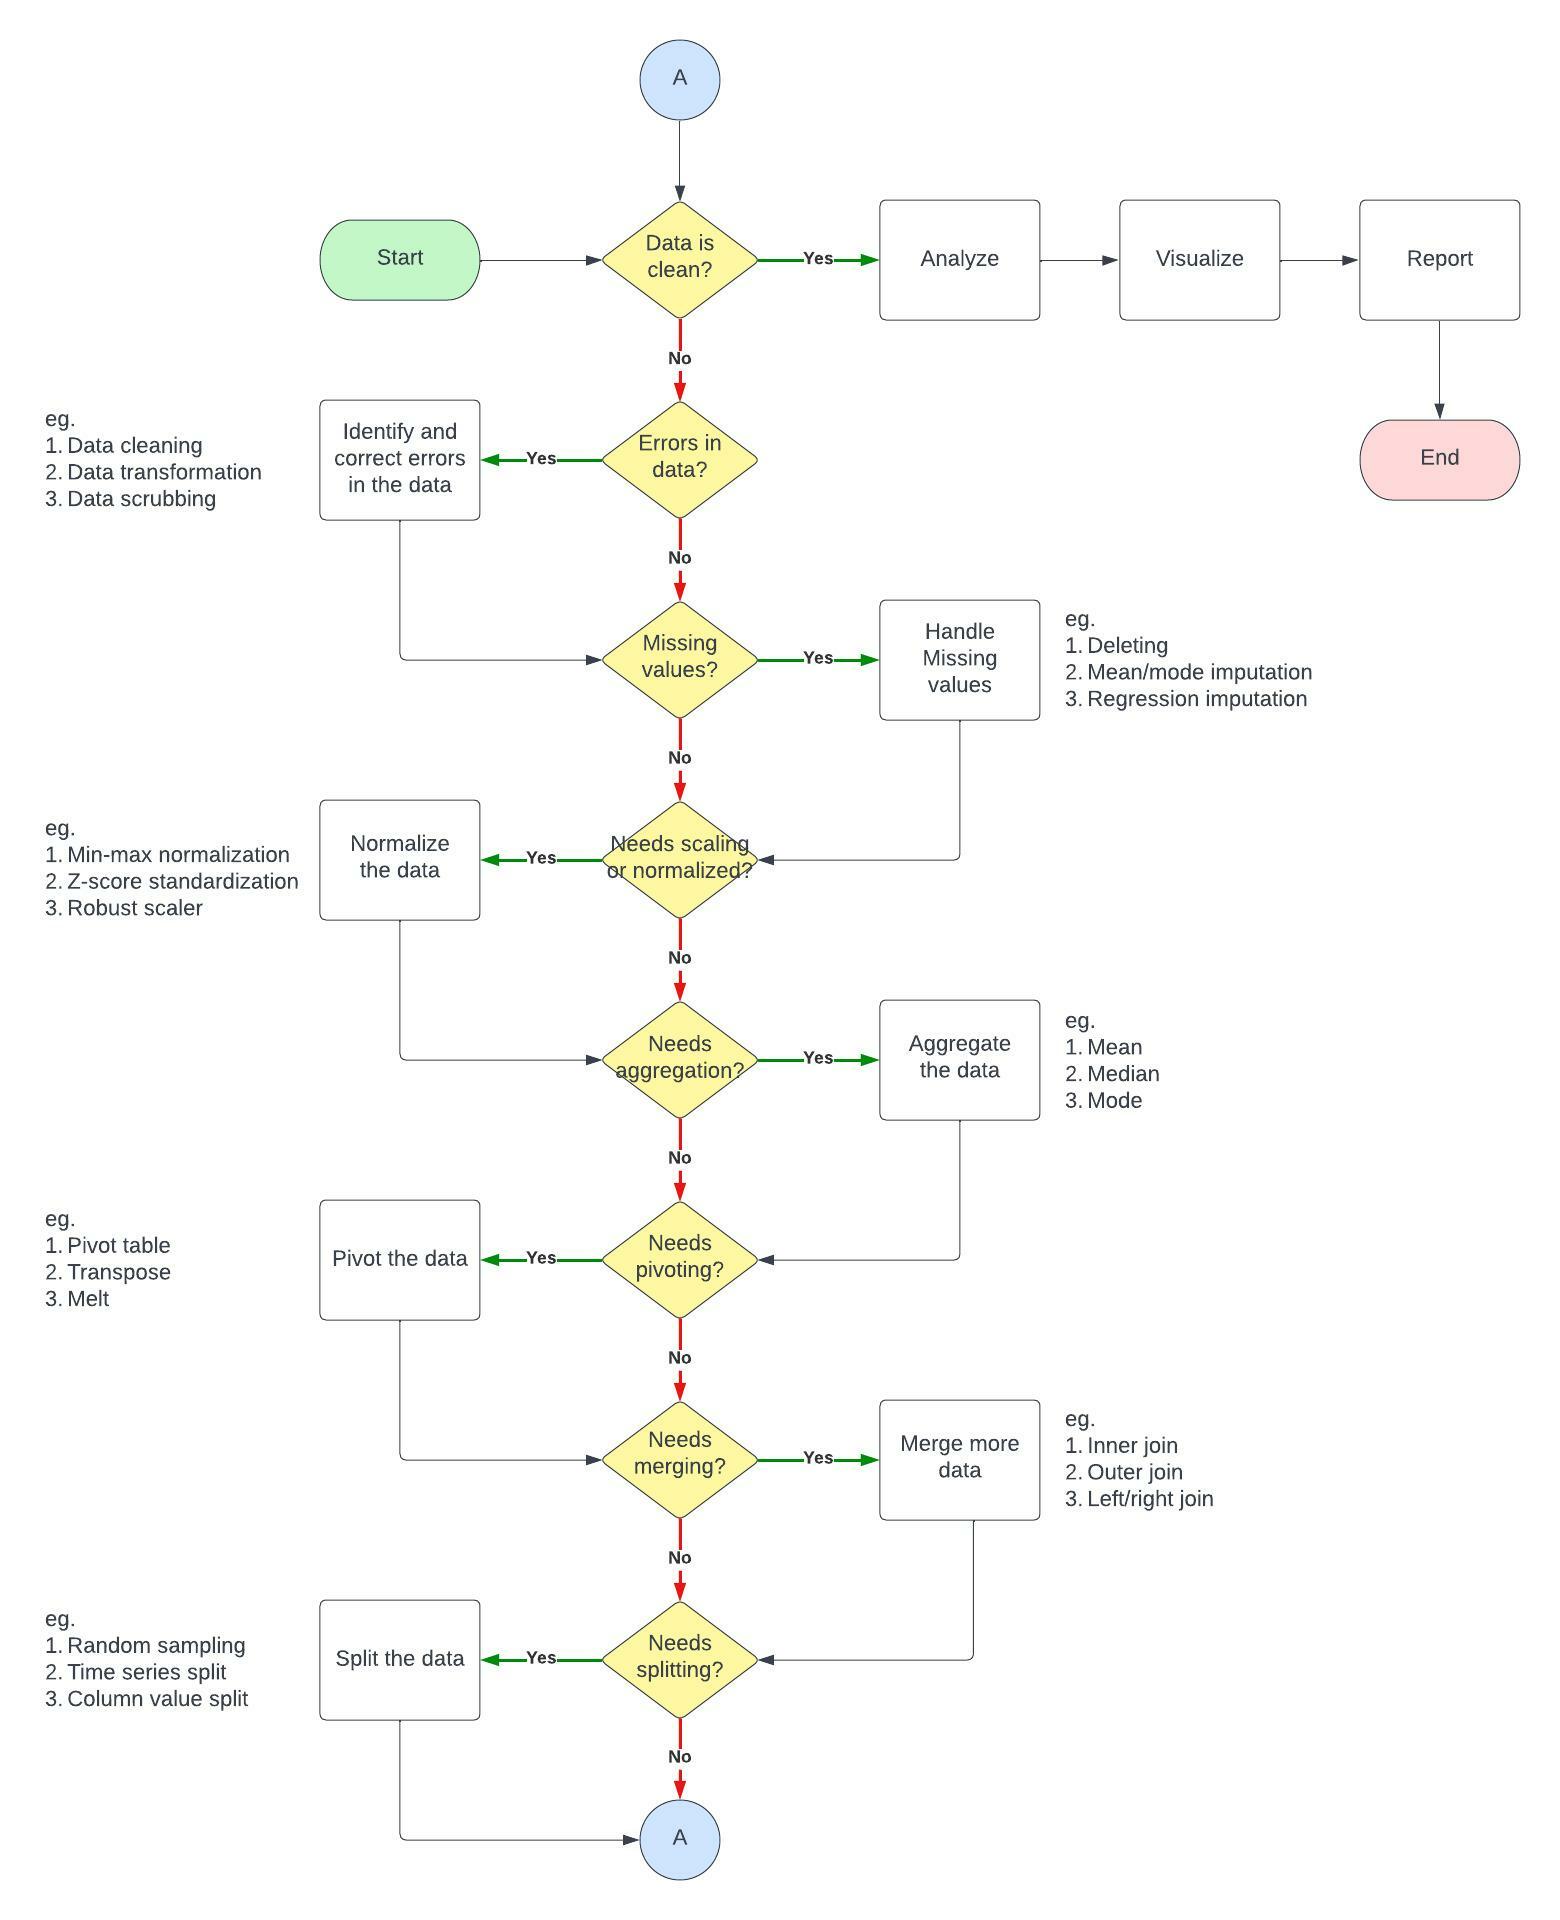 A
Start
Data is
clean?
Yes
Analyze
Visualize
Report
No
eg.
1. Data cleaning
2. Data transformation
3. Data scrubbing
Identify and
correct errors
in the data
Yes
Errors in
data?
End
No
Missing
values?
Yes
Handle
Missing
values
eg.
1. Deleting
2. Mean/mode imputation
3. Regression imputation
No
eg.
1. Min-max normalization
2. Z-score standardization
3. Robust scaler
Normalize
the data
Yes
Needs scaling
or normalized?
No
Needs
aggregation?
Yes
Aggregate
the data
eg.
1. Mean
2. Median
3. Mode
No
eg.
1. Pivot table
2. Transpose
3. Melt
Pivot the data
Yes
Needs
pivoting?
No
Needs
merging?
Yes
Merge more
data
eg.
1. Inner join
2. Outer join
3. Left/right join
No
eg.
1. Random sampling
2. Time series split
3. Column value split
Split the data
Yes
Needs
splitting?
No
A